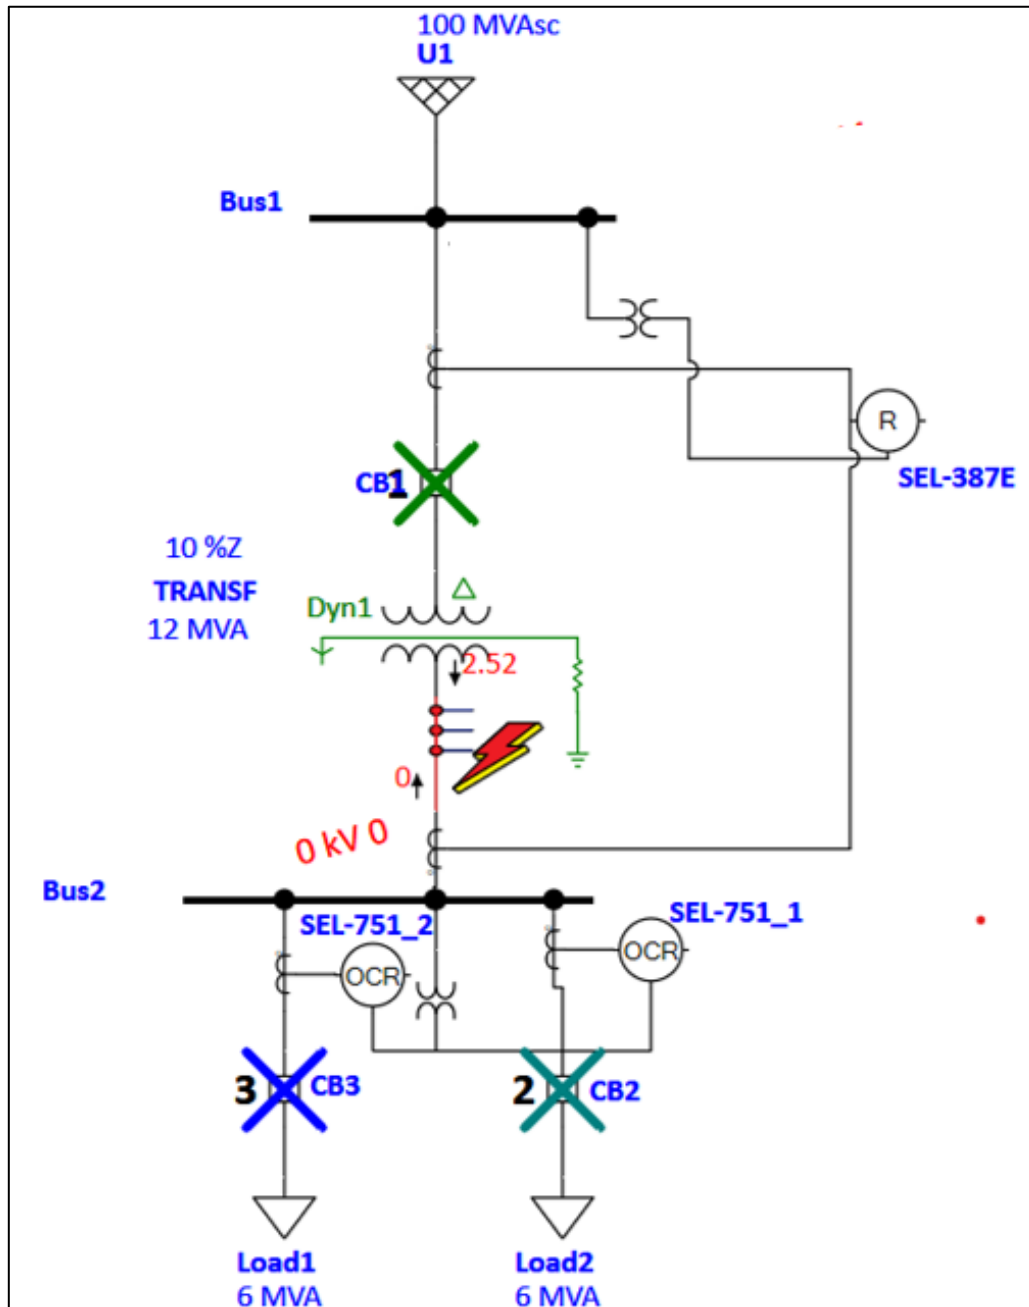 100 MVAsc
U1
Bus1
R
SEL-387E
CB1
1
10 %Z
TRANSF
12 MVA
Dyn1
2.52
0
0 kV 0
Bus2
SEL-751_2
SEL-751_1
OCR
OCR
3
CB3
2
CB2
Load1
6 MVA
Load2
6 MVA